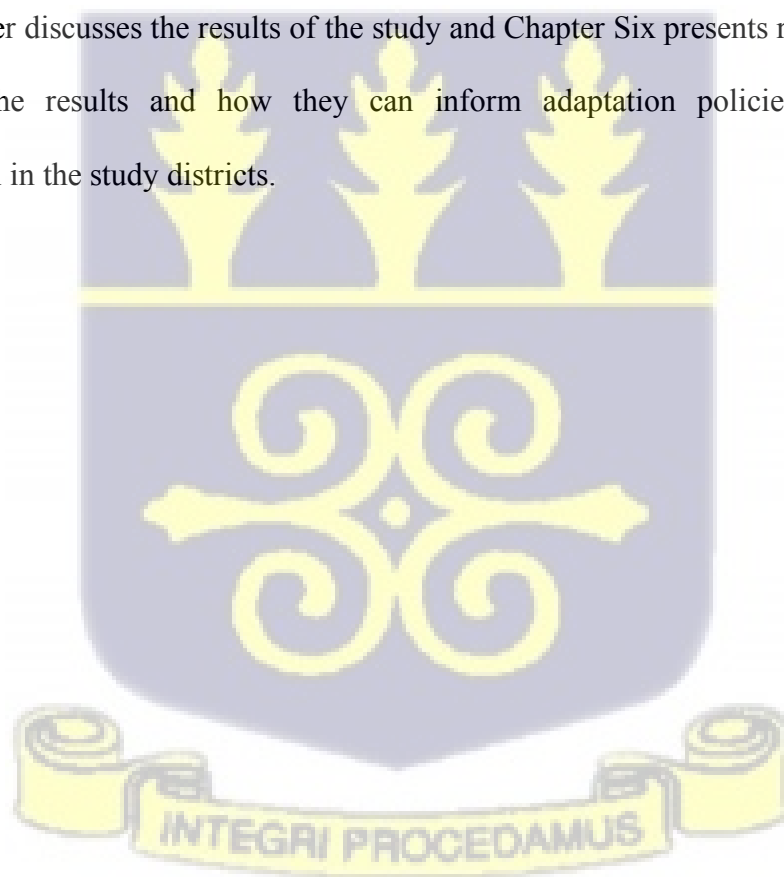 er discusses the results of the study and Chapter Six presents
ne results and how they can inform adaptation policie
in the study districts.
INTEGRI PROCEDAMUS